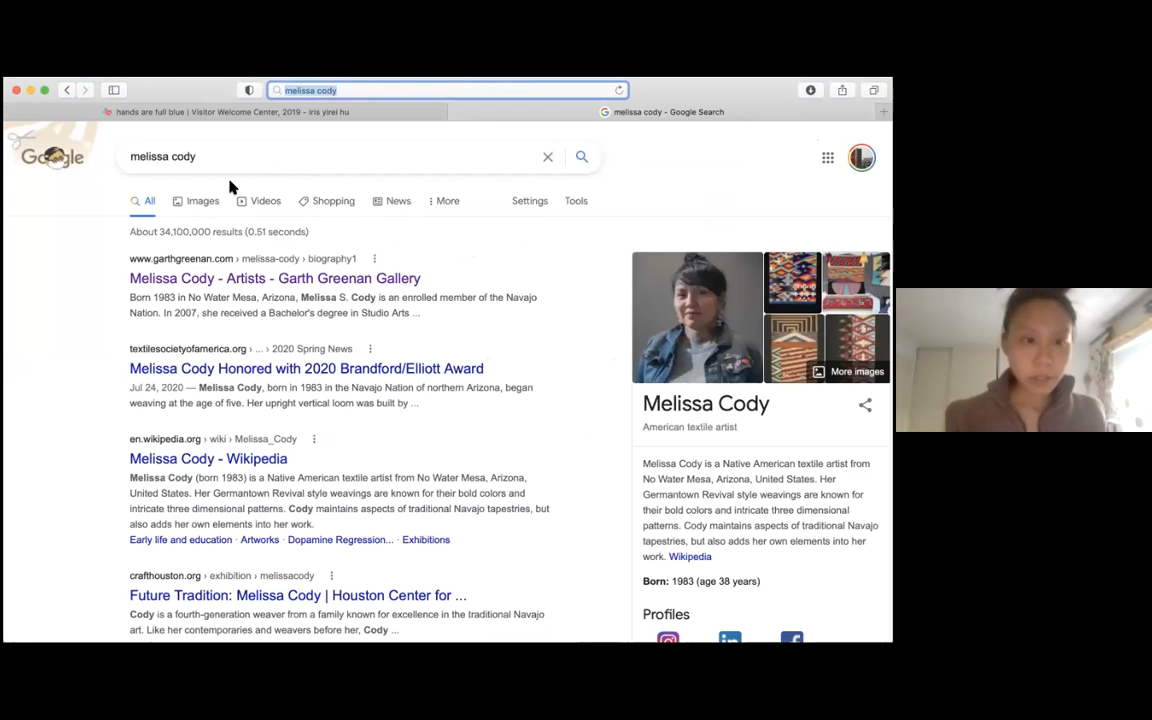 melissa cody
hands are full blue | Visitor Welcome Center, 2019 - iris yirei hu
melissa cody - Google Search
Google
melissa cody
All
Images
Videos
Shopping
News
More
Settings
Tools
About 34,100,000 results (0.51 seconds)
www.garthgreenan.com › melissa-cody › biography1
Melissa Cody - Artists - Garth Greenan Gallery
Born 1983 in No Water Mesa, Arizona, Melissa S. Cody is an enrolled member of the Navajo
Nation. In 2007, she received a Bachelor's degree in Studio Arts ...
textilesocietyofamerica.org › ... › 2020 Spring News
Melissa Cody Honored with 2020 Brandford/Elliott Award
Jul 24, 2020 — Melissa Cody, born in 1983 in the Navajo Nation of northern Arizona, began
weaving at the age of five. Her upright vertical loom was built by ...
en.wikipedia.org › wiki › Melissa_Cody
Melissa Cody - Wikipedia
Melissa Cody (born 1983) is a Native American textile artist from No Water Mesa, Arizona,
United States. Her Germantown Revival style weavings are known for their bold colors and
intricate three dimensional patterns. Cody maintains aspects of traditional Navajo tapestries, but
also adds her own elements into her work.
Early life and education · Artworks · Dopamine Regression... · Exhibitions
crafthouston.org › exhibition › melissacody
Future Tradition: Melissa Cody | Houston Center for ...
Cody is a fourth-generation weaver from a family known for excellence in the traditional Navajo
art. Like her contemporaries and weavers before her, Cody ...
More images
Melissa Cody
American textile artist
Melissa Cody is a Native American textile artist from
No Water Mesa, Arizona, United States. Her
Germantown Revival style weavings are known for
their bold colors and intricate three dimensional
patterns. Cody maintains aspects of traditional Navajo
tapestries, but also adds her own elements into her
work. Wikipedia
Born: 1983 (age 38 years)
Profiles